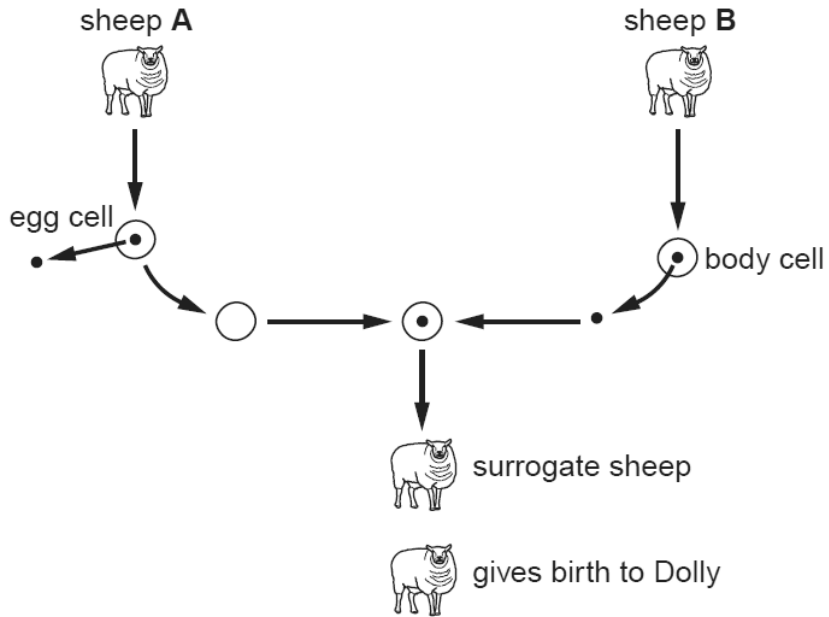 sheep A
sheep B
egg cell
body cell
surrogate sheep
gives birth to Dolly